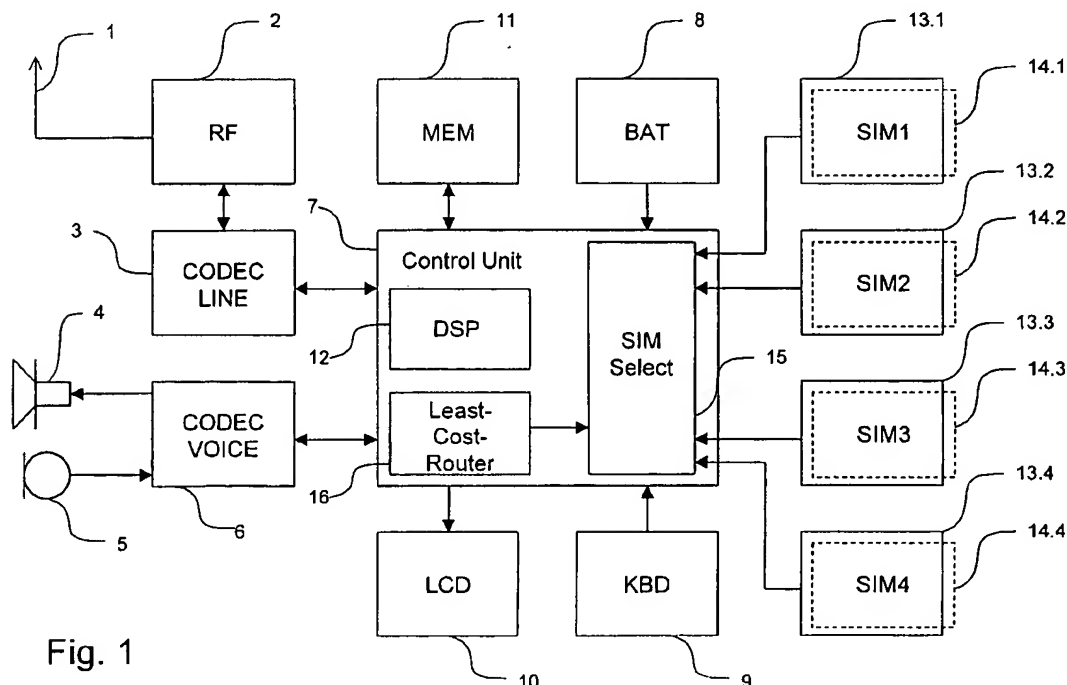 1
2
11
8
13.1
14.1
RF
MEM
BAT
SIM1
13.2
14.2
3
7
CODEC
LINE
Control Unit
SIM2
4
DSP
SIM
Select
13.3
12
15
14.3
CODEC
VOICE
Least-
Cost-
Router
SIM3
16
13.4
5
6
14.4
LCD
KBD
SIM4
Fig. 1
10
9